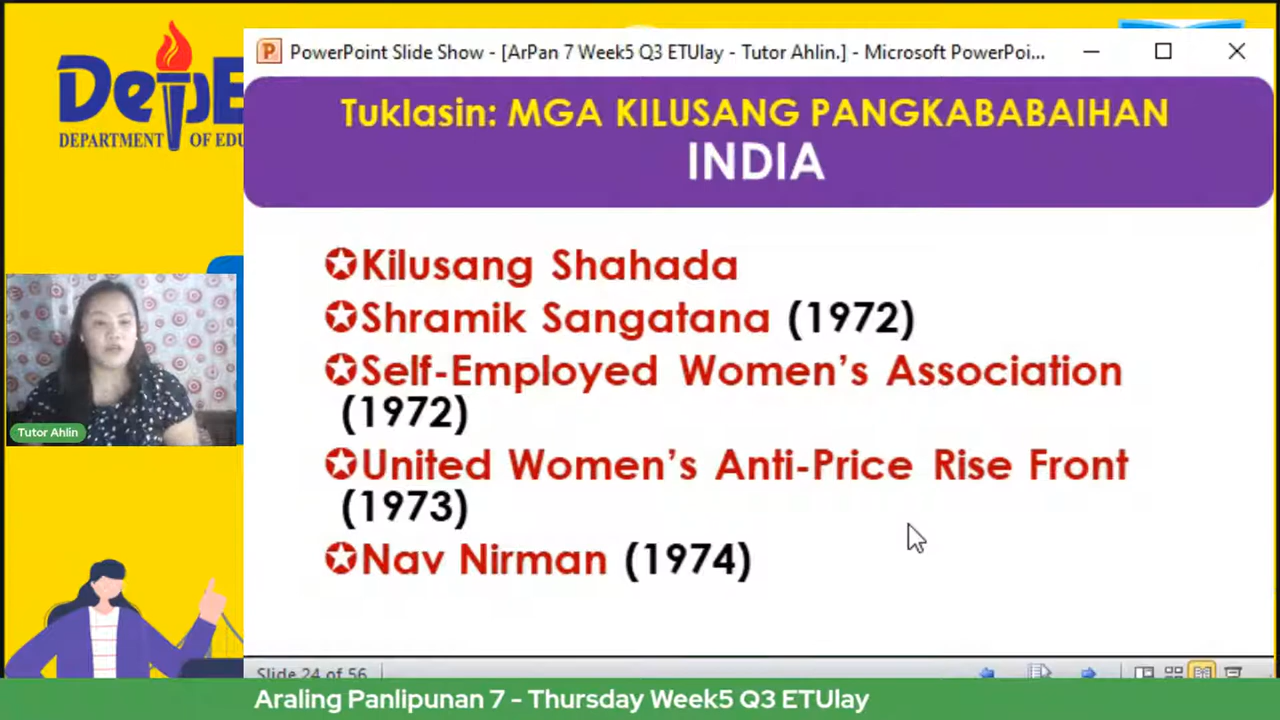 DepE
DEPARTMENT OF EDU
PowerPoint Slide Show - [ArPan 7 Week5 Q3 ETUlay - Tutor Ahlin.] - Microsoft PowerPoi...
Tuklasin: MGA KILUSANG PANGKABABAIHAN
INDIA
Kilusang Shahada
Shramik Sangatana (1972)
Self-Employed Women's Association
(1972)
United Women's Anti-Price Rise Front
(1973)
Nav Nirman (1974)
Tutor Ahlin
Slide 24 of 56
Araling Panlipunan 7 - Thursday Week5 Q3 ETUlay